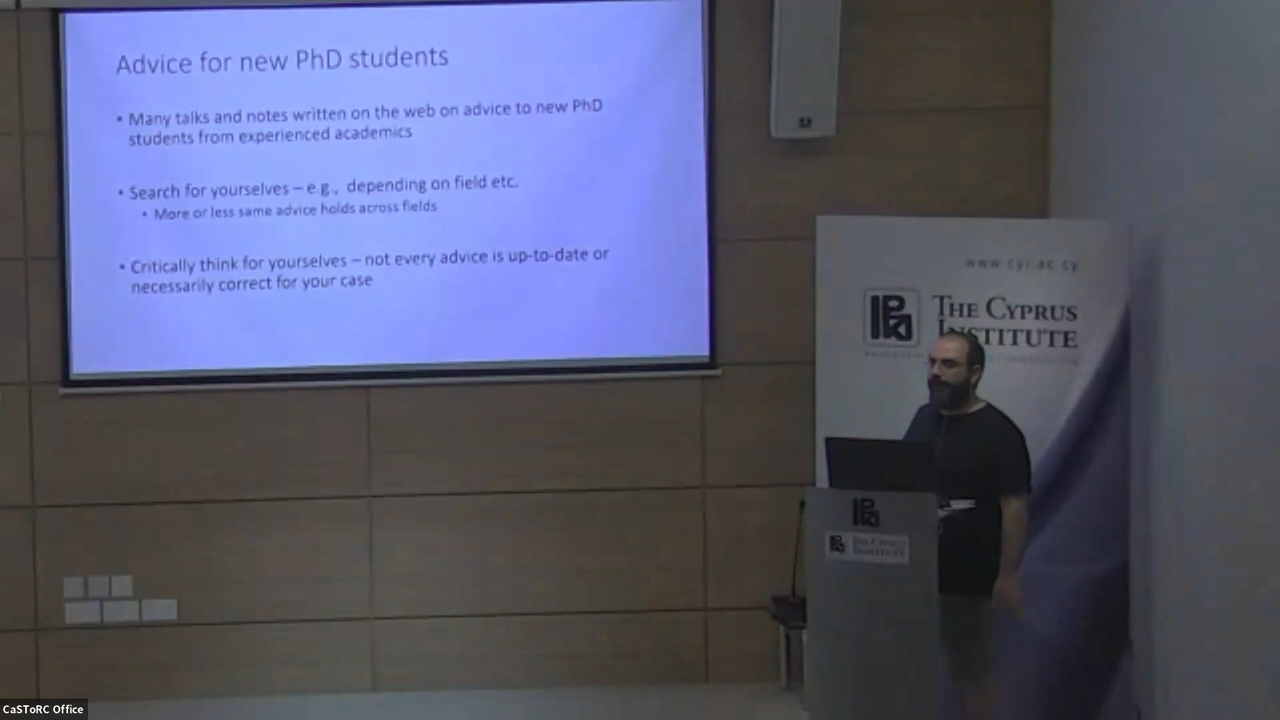 Advice for new PhD students
• Many talks and notes written on the web on advice to new PhD
students from experienced academics
• Search for yourselves – e.g., depending on field etc.
• More or less same advice holds across fields
• Critically think for yourselves – not every advice is up-to-date or
necessarily correct for your case
www.cyi.ac.cy
THE CYPRUS
INSTITUTE
THE CYPRUS
INSTITUTE
CaSToRC Office